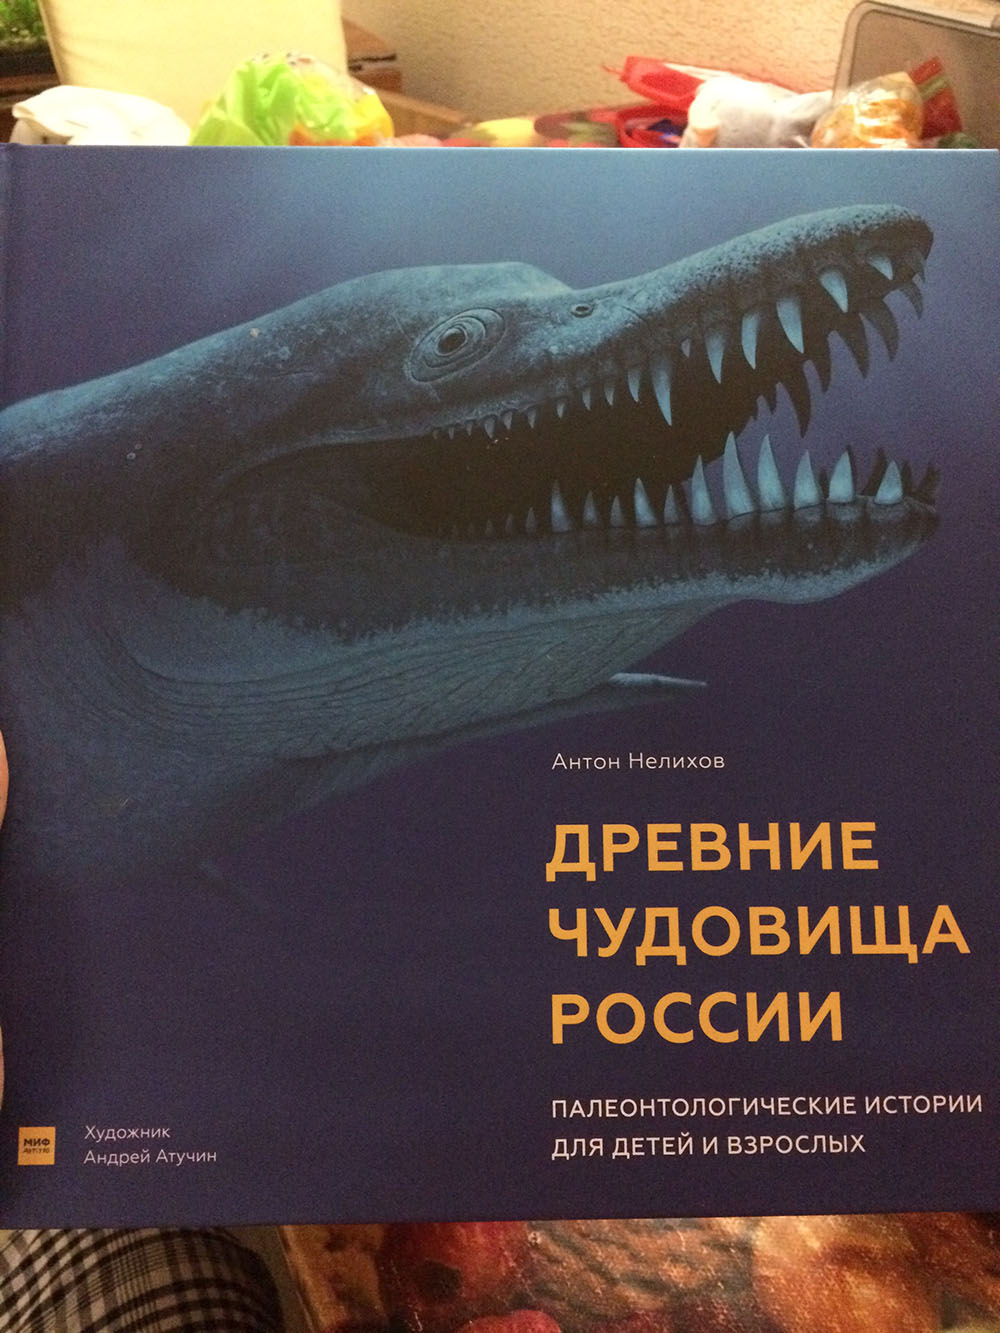 Антон Нелихов
ДРЕВНИЕ
ЧУДОВИЩА
РОССИИ
ПАЛЕОНТОЛОГИЧЕСКИЕ ИСТОРИИ
ДЛЯ ДЕТЕЙ И ВЗРОСЛЫХ
МИФ
Художник
Андрей Атучин